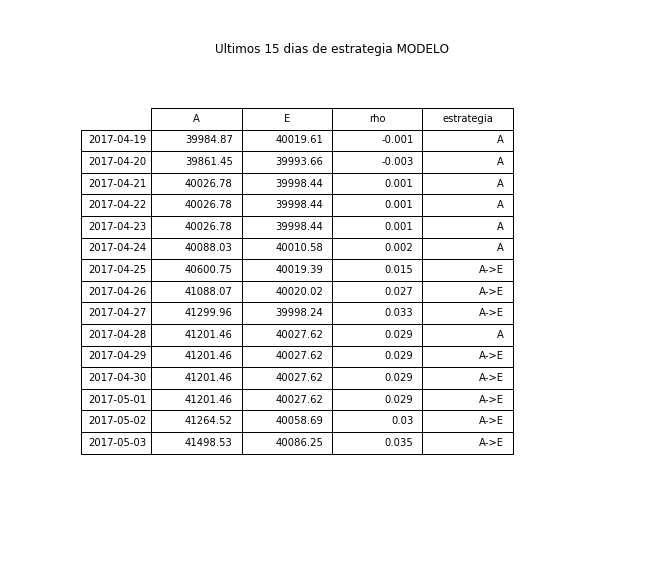 Ultimos 15 dias de estrategia MODELO
A E rho estrategia
2017-04-19 39984.87 40019.61 -0.001 A
2017-04-20 39861.45 39993.66 -0.003 A
2017-04-21 40026.78 39998.44 0.001 A
2017-04-22 40026.78 39998.44 0.001 A
2017-04-23 40026.78 39998.44 0.001 A
2017-04-24 40088.03 40010.58 0.002 A
2017-04-25 40600.75 40019.39 0.015 A->E
2017-04-26 41088.07 40020.02 0.027 A->E
2017-04-27 41299.96 39998.24 0.033 A->E
2017-04-28 41201.46 40027.62 0.029 A
2017-04-29 41201.46 40027.62 0.029 A->E
2017-04-30 41201.46 40027.62 0.029 A->E
2017-05-01 41201.46 40027.62 0.029 A->E
2017-05-02 41264.52 40058.69 0.03 A->E
2017-05-03 41498.53 40086.25 0.035 A->E